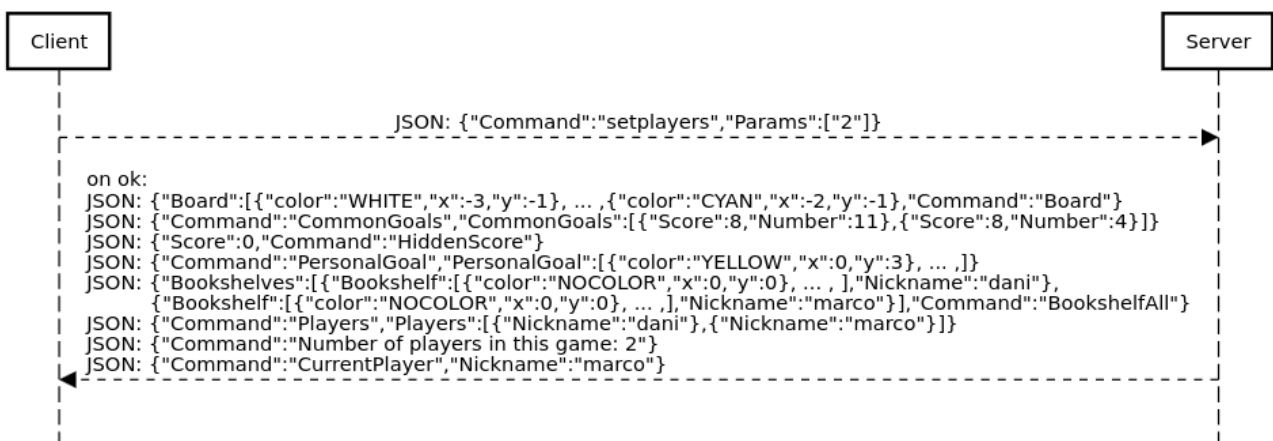 Client
Server
JSON: {"Command":"setplayers","Params":["2"]}
on ok:
JSON: {"Board":[{"color":"WHITE","x":-3,"y":-1}, ... ,{"color":"CYAN","x":-2,"y":-1},"Command":"Board"}
JSON: {"Command":"CommonGoals","CommonGoals":[{"Score":8,"Number":11},{"Score":8,"Number":4}]}
JSON: {"Score":0,"Command":"HiddenScore"}
JSON: {"Command":"PersonalGoal","PersonalGoal":[{"color":"YELLOW","x":0,"y":3}, ... ,]}
JSON: {"Bookshelves":[{"Bookshelf":[{"color":"NOCOLOR","x":0,"y":0}, ... , ],"Nickname":"dani"},
{"Bookshelf":[{"color":"NOCOLOR","x":0,"y":0}, ... ,],"Nickname":"marco"}],"Command":"BookshelfAll"}
JSON: {"Command":"Players","Players":[{"Nickname":"dani"},{"Nickname":"marco"}]}
JSON: {"Command":"Number of players in this game: 2"}
JSON: {"Command":"CurrentPlayer","Nickname":"marco"}